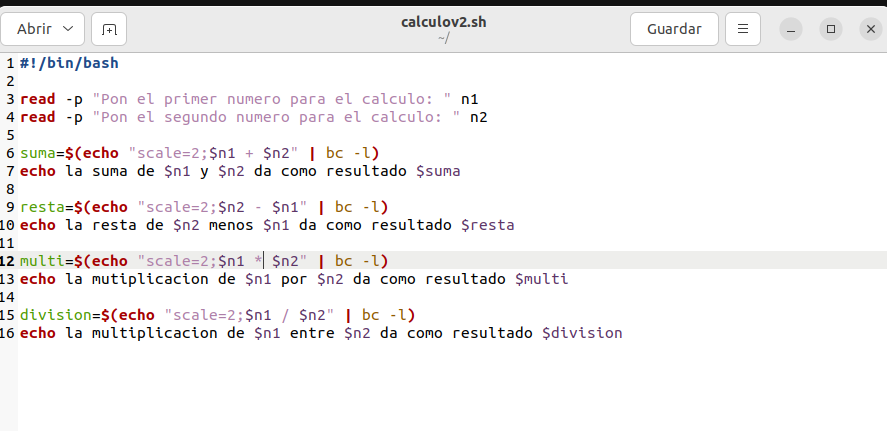 Abrir
calculov2.sh
~/
Guardar
1 #!/bin/bash
2
3 read -p "Pon el primer numero para el calculo: " n1
4 read -p "Pon el segundo numero para el calculo: " n2
5
6 suma=$(echo "scale=2;$n1 + $n2" | bc -l)
7 echo la suma de $n1 y $n2 da como resultado $suma
8
9 resta=$(echo "scale=2;$n2 - $n1" | bc -l)
10 echo la resta de $n2 menos $n1 da como resultado $resta
11
12 multi=$(echo "scale=2;$n1 * $n2" | bc -l)
13 echo la mutiplicacion de $n1 por $n2 da como resultado $multi
14
15 division=$(echo "scale=2;$n1 / $n2" | bc -l)
16 echo la multiplicacion de $n1 entre $n2 da como resultado $division